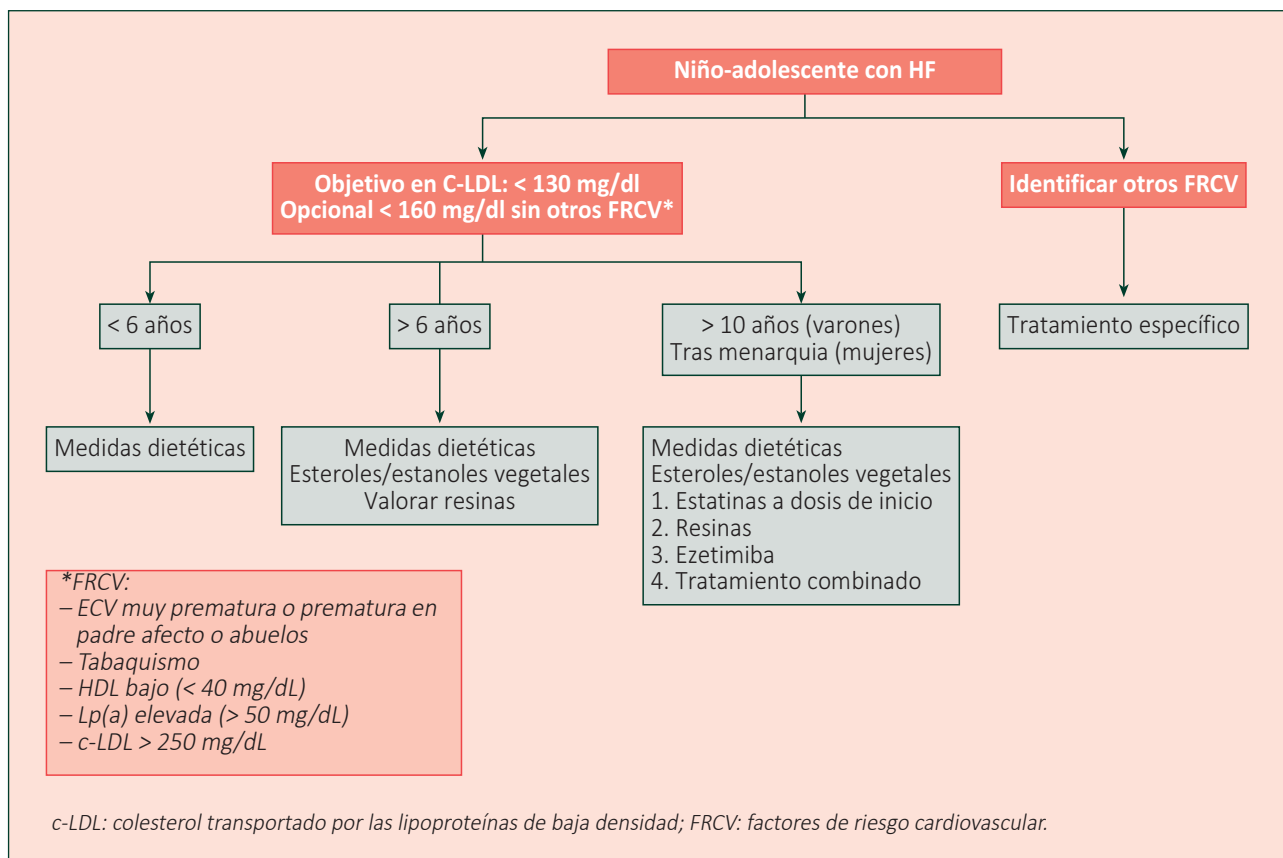 Niño-adolescente con HF
Objetivo en C-LDL: < 130 mg/dl
Opcional < 160 mg/dl sin otros FRCV*
Identificar otros FRCV
< 6 años
> 6 años
> 10 años (varones)
Tras menarquia (mujeres)
Tratamiento específico
Medidas dietéticas
Medidas dietéticas
Esteroles/estanoles vegetales
Valorar resinas
Medidas dietéticas
Esteroles/estanoles vegetales
1. Estatinas a dosis de inicio
2. Resinas
3. Ezetimiba
4. Tratamiento combinado
*FRCV:
– ECV muy prematura o prematura en
padre afecto o abuelos
– Tabaquismo
– HDL bajo (< 40 mg/dL)
– Lp(a) elevada (> 50 mg/dL)
– c-LDL > 250 mg/dL
c-LDL: colesterol transportado por las lipoproteínas de baja densidad; FRCV: factores de riesgo cardiovascular.